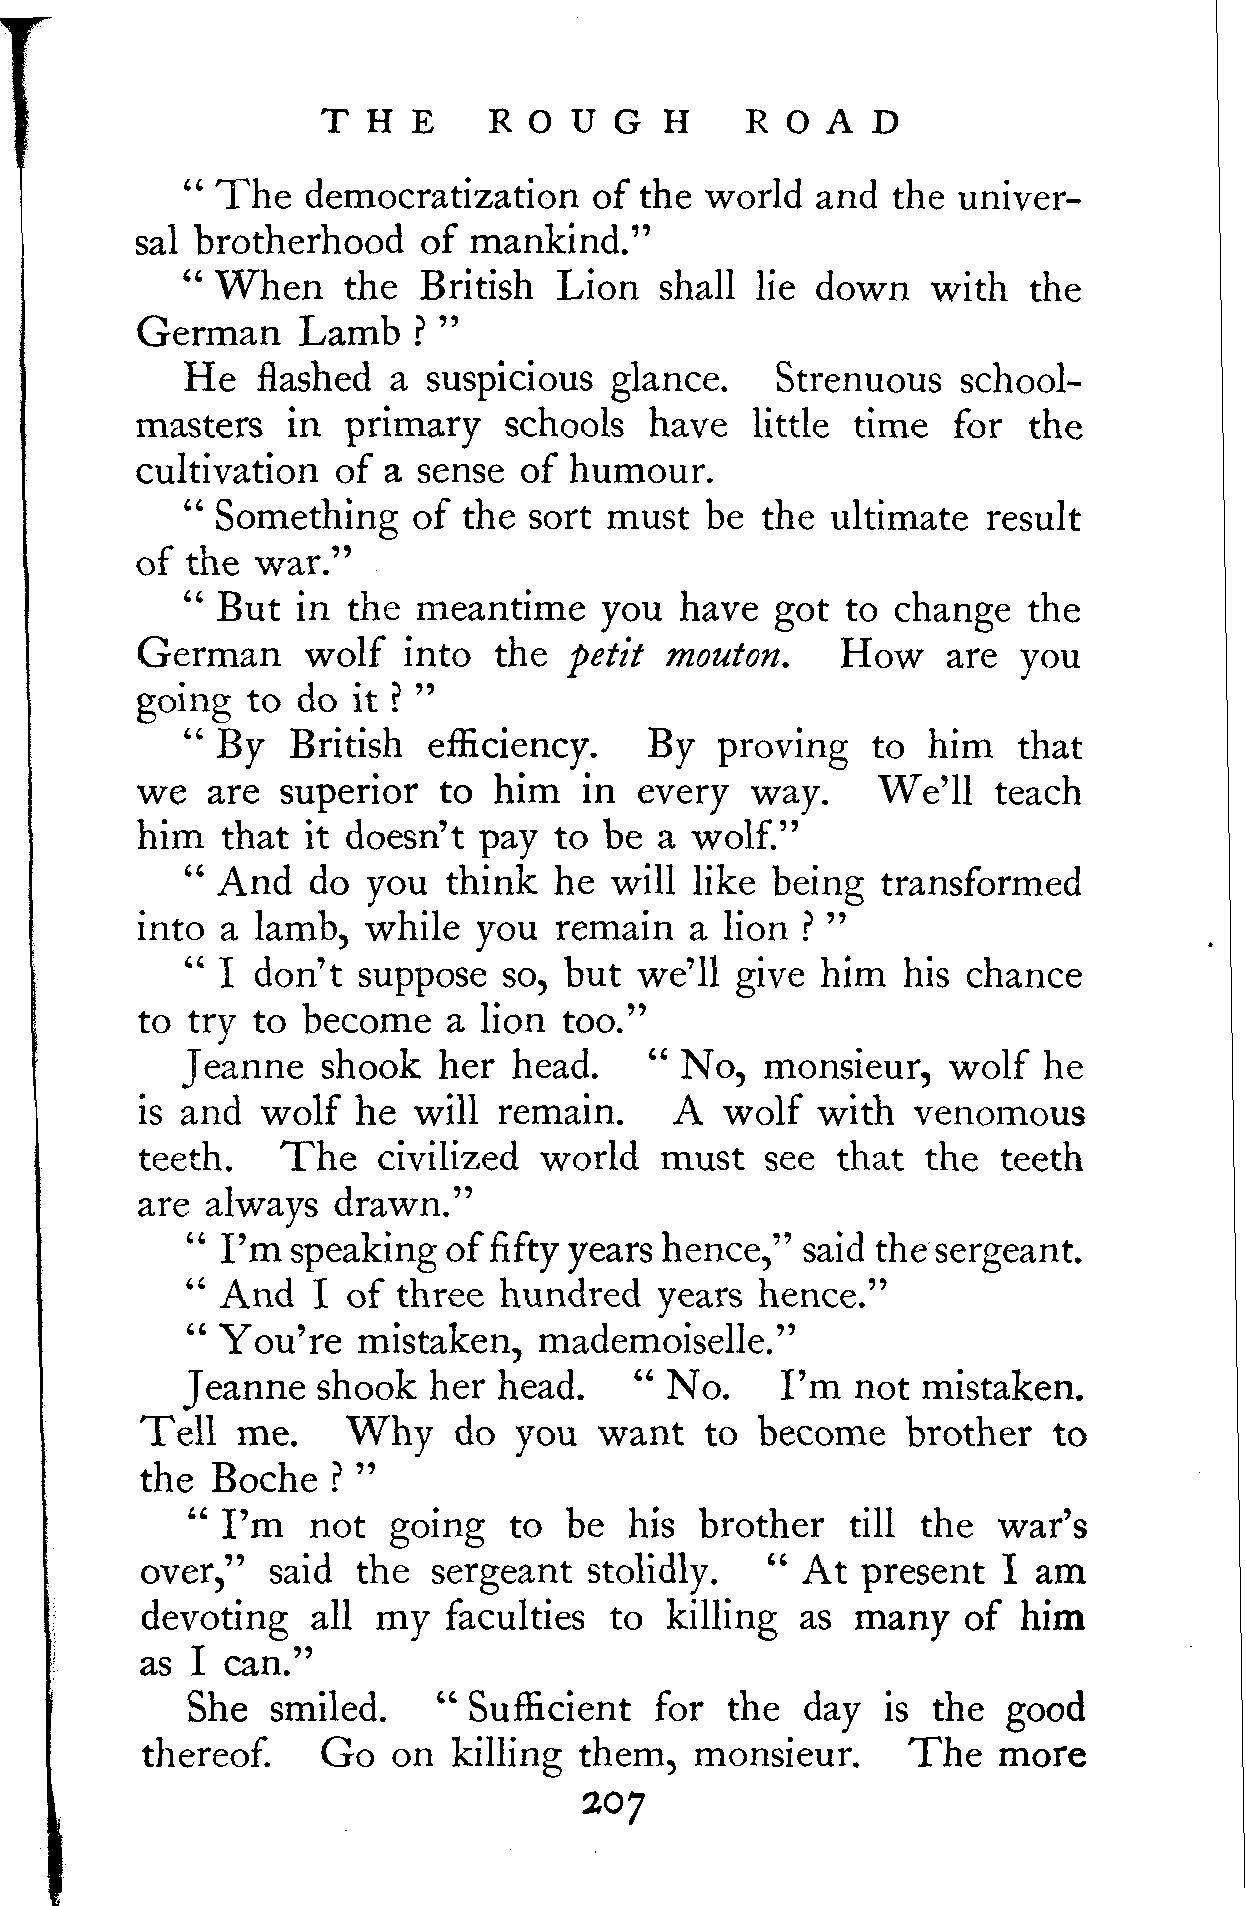 THE ROUGH ROAD
“ The democratization of the world and the univer-
sal brotherhood of mankind.”
“ When the British Lion shall lie down with the
German Lamb ? ”
He flashed a suspicious glance. Strenuous school-
masters in primary schools have little time for the
cultivation of a sense of humour.
“ Something of the sort must be the ultimate result
of the war.”
“ But in the meantime you have got to change the
German wolf into the petit mouton. How are you
going to do it ? ”
“ By British efficiency. By proving to him that
we are superior to him in every way. We’ll teach
him that it doesn’t pay to be a wolf.”
“ And do you think he will like being transformed
into a lamb, while you remain a lion ? ”
“ I don’t suppose so, but we’ll give him his chance
to try to become a lion too.”
Jeanne shook her head. “ No, monsieur, wolf he
is and wolf he will remain. A wolf with venomous
teeth. The civilized world must see that the teeth
are always drawn.”
“ I’m speaking of fifty years hence,” said the sergeant.
“ And I of three hundred years hence.”
“ You’re mistaken, mademoiselle.”
Jeanne shook her head. “ No. I’m not mistaken.
Tell me. Why do you want to become brother to
the Boche ? ”
“ I’m not going to be his brother till the war’s
over,” said the sergeant stolidly. “ At present I am
devoting all my faculties to killing as many of him
as I can.”
She smiled. “ Sufficient for the day is the good
thereof. Go on killing them, monsieur. The more
207